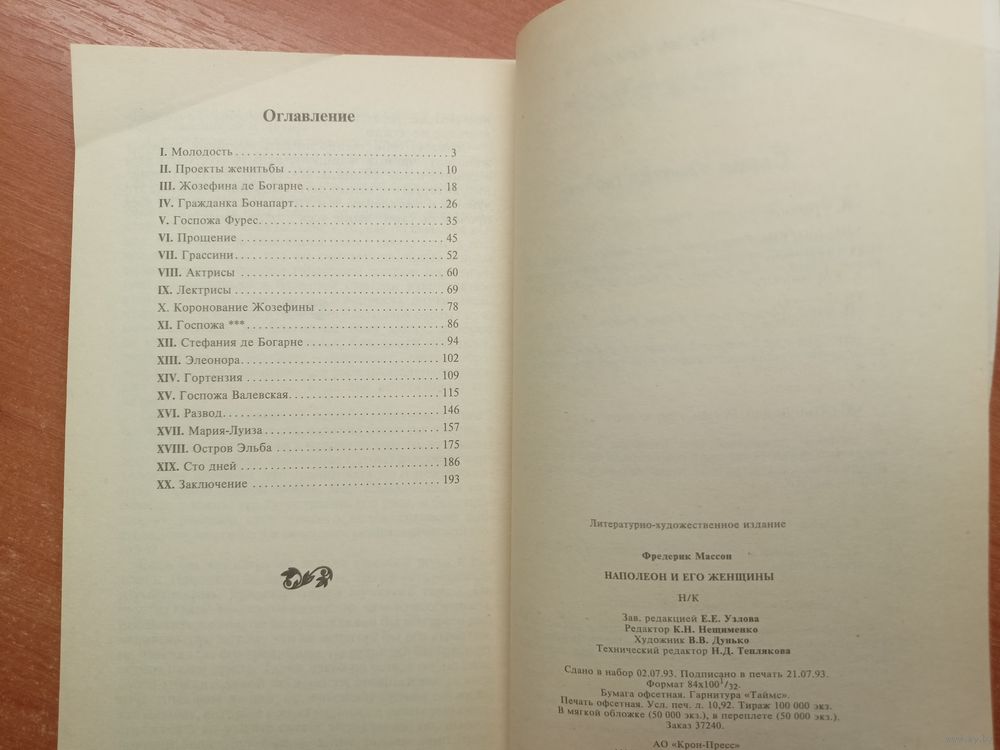 Оглавление
I. Молодость 3
II. Проекты женитьбы 10
III. Жозефина де Богарне 18
IV. Гражданка Бонапарт 26
V. Госпожа Фурес 35
VI. Прощение 45
VII. Грассини 52
VIII. Актрисы 60
IX. Лектрисы 69
X. Коронование Жозефины 78
XI. Госпожа *** 86
XII. Стефания де Богарне 94
XIII. Элеонора 102
XIV. Гортензия 109
XV. Госпожа Валевская 115
XVI. Развод 146
XVII. Мария-Луиза 157
XVIII. Остров Эльба 175
XIX. Сто дней 186
XX. Заключение 193
Литературно-художественное издание
Фредерик Массон
НАПОЛЕОН И ЕГО ЖЕНЩИНЫ
Н/К
Зав. редакцией Е.Е. Узлова
Редактор К.Н. Нещименко
Художник В.В. Дунько
Технический редактор Н.Д. Теплякова
Сдано в набор 02.07.93. Подписано в печать 21.07.93.
Формат 84х100 1/32.
Бумага офсетная. Гарнитура «Таймс».
Печать офсетная. Усл. печ. л. 10,92. Тираж 100 000 экз.
В мягкой обложке (50 000 экз.), в переплете (50 000 экз.).
Заказ 37240.
АО «Крон-Пресс»